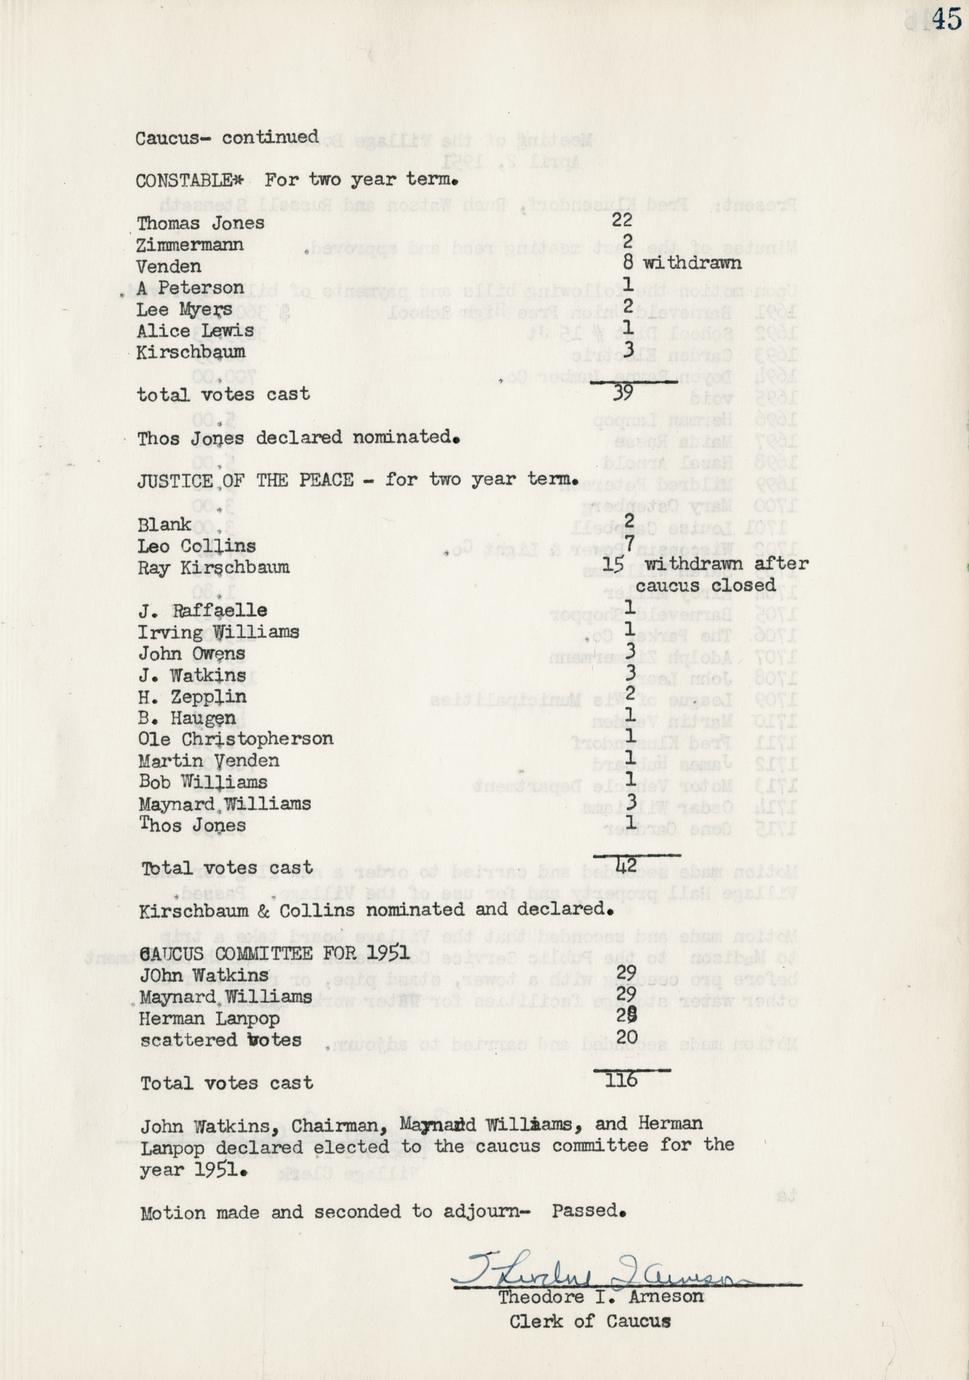 45
Caucus- continued
CONSTABLE* For two year term.
Thomas Jones 22
Zimmermann 2
Venden 8 withdrawn
A Peterson 1
Lee Myers 2
Alice Lewis 1
Kirschbaum 3
total votes cast 39
Thos Jones declared nominated.
JUSTICE OF THE PEACE - for two year term.
Blank 2
Leo Collins 7
Ray Kirschbaum 15 withdrawn after
caucus closed
J. Raffaelle 1
Irving Williams 1
John Owens 3
J. Watkins 3
H. Zepplin 2
B. Haugen 1
Ole Christopherson 1
Martin Venden 1
Bob Williams 1
Maynard Williams 3
Thos Jones 1
Total votes cast 42
Kirschbaum & Collins nominated and declared.
CAUCUS COMMITTEE FOR 1951
JOhn Watkins 29
Maynard Williams 29
Herman Lanpop 28
scattered votes 20
Total votes cast 116
John Watkins, Chairman, Maynard Williams, and Herman
Lanpop declared elected to the caucus committee for the
year 1951.
Motion made and seconded to adjourn- Passed.
Theodore I. Arneson
Clerk of Caucus